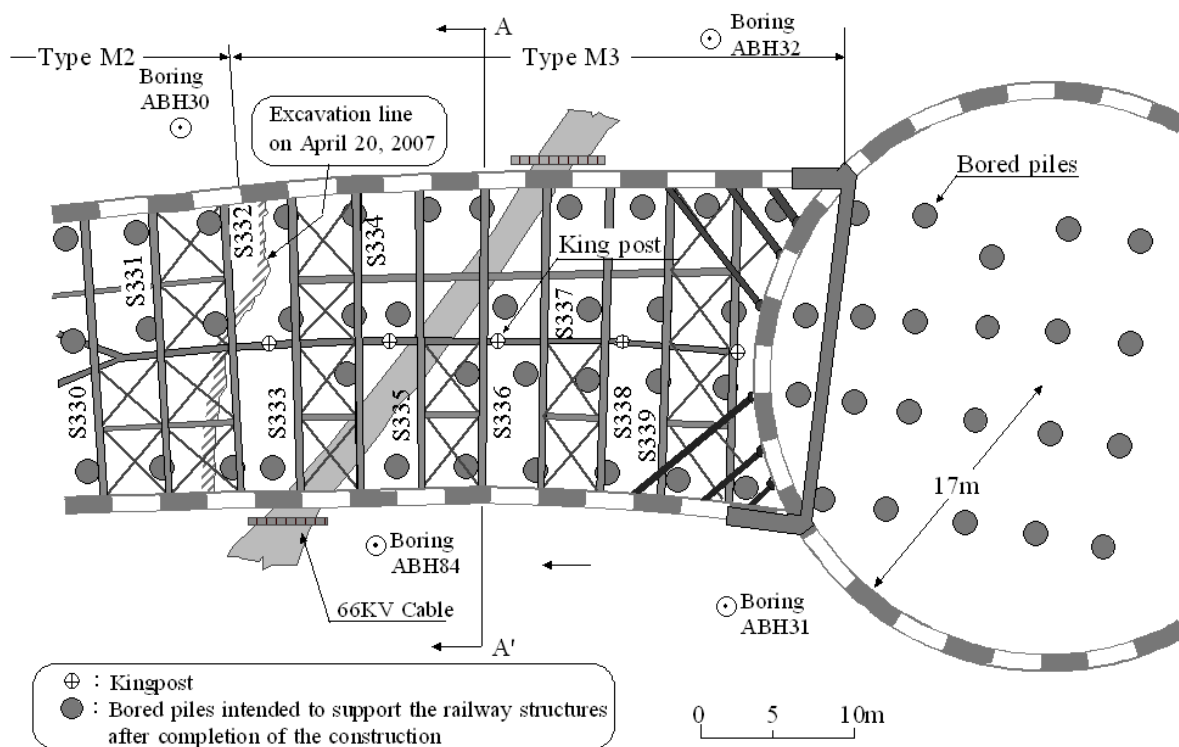 A
Type M2
Type M3
Boring
ABH32
Boring
ABH30
Excavation line
on April 20, 2007
Bored piles
S332
S334
S331
King post
S337
S330
S333
S335
S336
S338
S339
17m
Boring
ABH84
66KV Cable
Boring
ABH31
A'
: Kingpost
: Bored piles intended to support the railway structures
after completion of the construction
0 5 10m